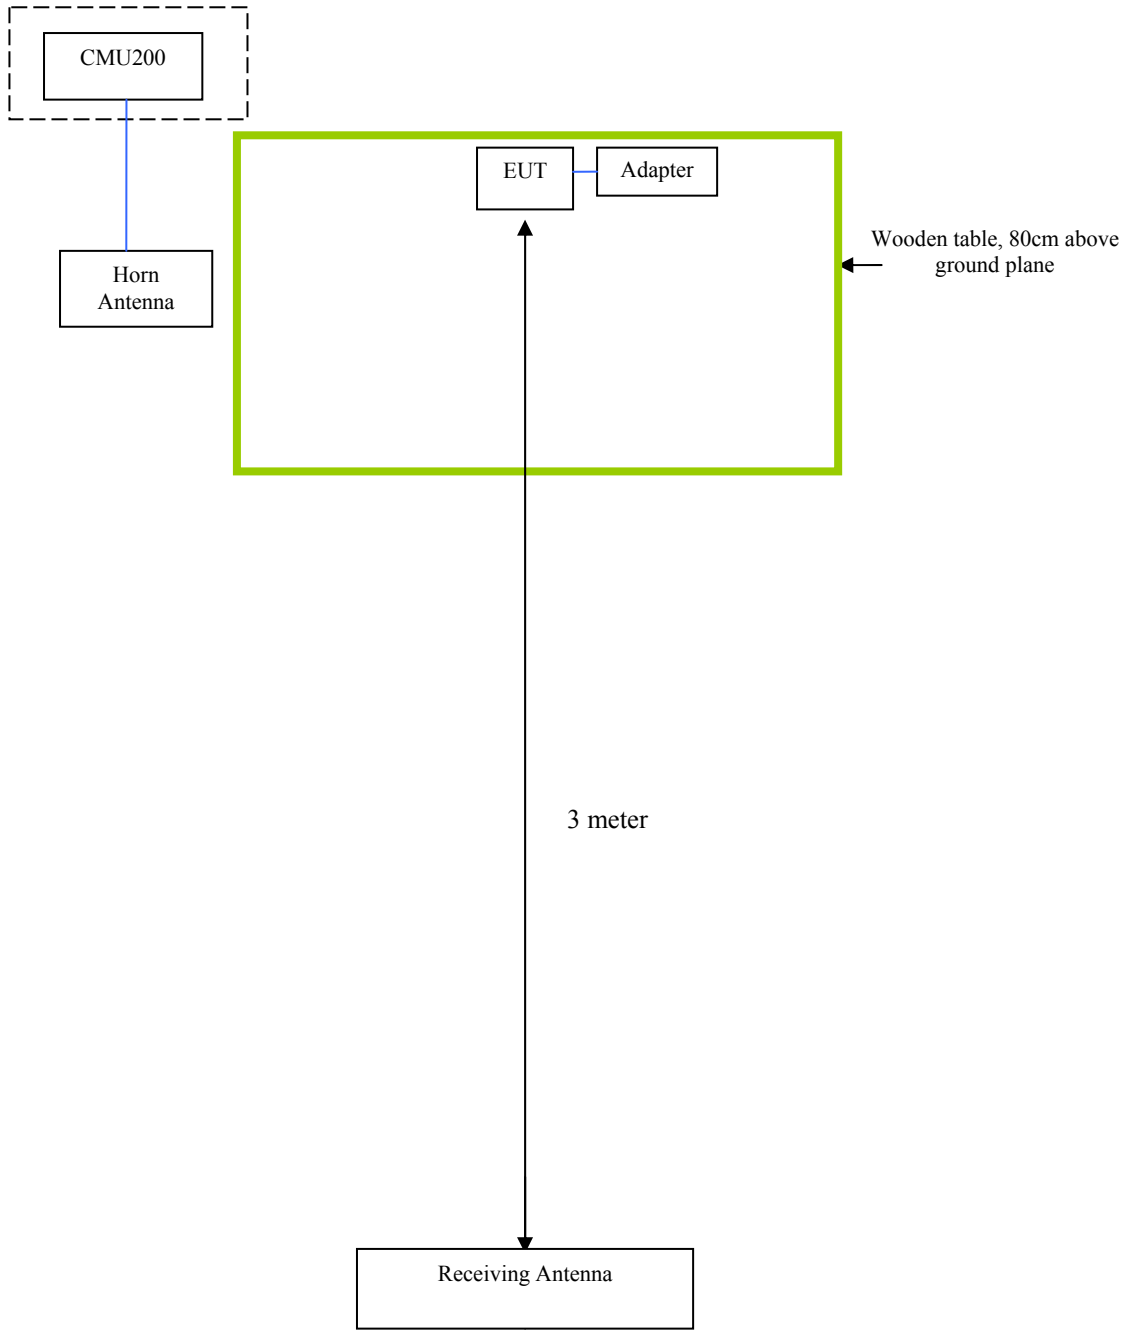 CMU200
EUT
Adapter
Wooden table, 80cm above
ground plane
Horn
Antenna
3 meter
Receiving Antenna